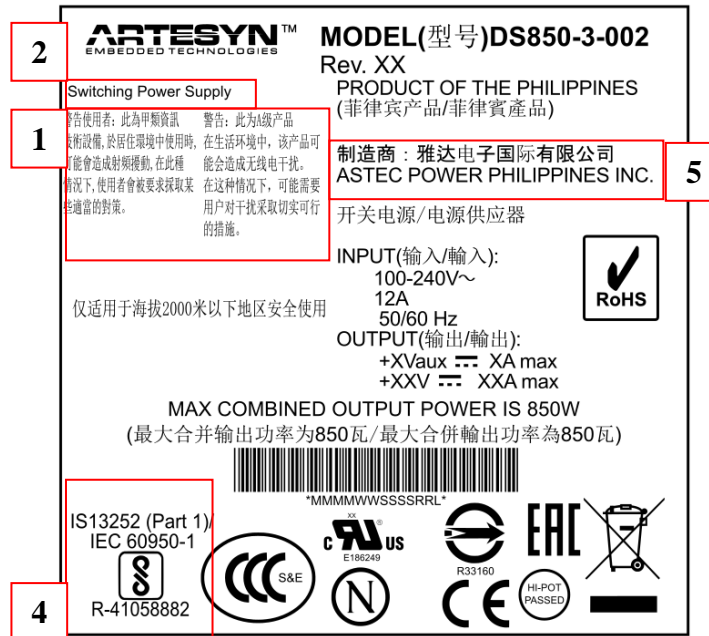 2
ARTESYN™
EMBEDDED TECHNOLOGIES
MODEL(型号)DS850-3-002
Rev. XX
PRODUCT OF THE PHILIPPINES
(菲律宾产品/菲律賓產品)
Switching Power Supply
1
警告使用者：此為甲類資訊
技術設備,於居住環境中使用時,
可能會造成射頻擾動,在此種
情況下,使用者會被要求採取某
些適當的對策。
警告：此为A级产品
在生活环境中，该产品可
能会造成无线电干扰。
在这种情况下，可能需要
用户对干扰采取切实可行
的措施。
制造商：雅达电子国际有限公司
ASTEC POWER PHILIPPINES INC.
5
开关电源/电源供应器
INPUT(输入/輸入):
100-240V～
12A
50/60 Hz
OUTPUT(输出/輸出):
+XVaux ⎓ XA max
+XXV ⎓ XXA max
RoHS
仅适用于海拔2000米以下地区安全使用
MAX COMBINED OUTPUT POWER IS 850W
(最大合并输出功率为850瓦/最大合併輸出功率為850瓦)
*MMMMWWSSSSRRL*
IS13252 (Part 1)/
IEC 60950-1
R-41058882
4
CCC
S&E
XX
c RU US
E186249
N
R33160
CE
EAC
HI-POT
PASSED